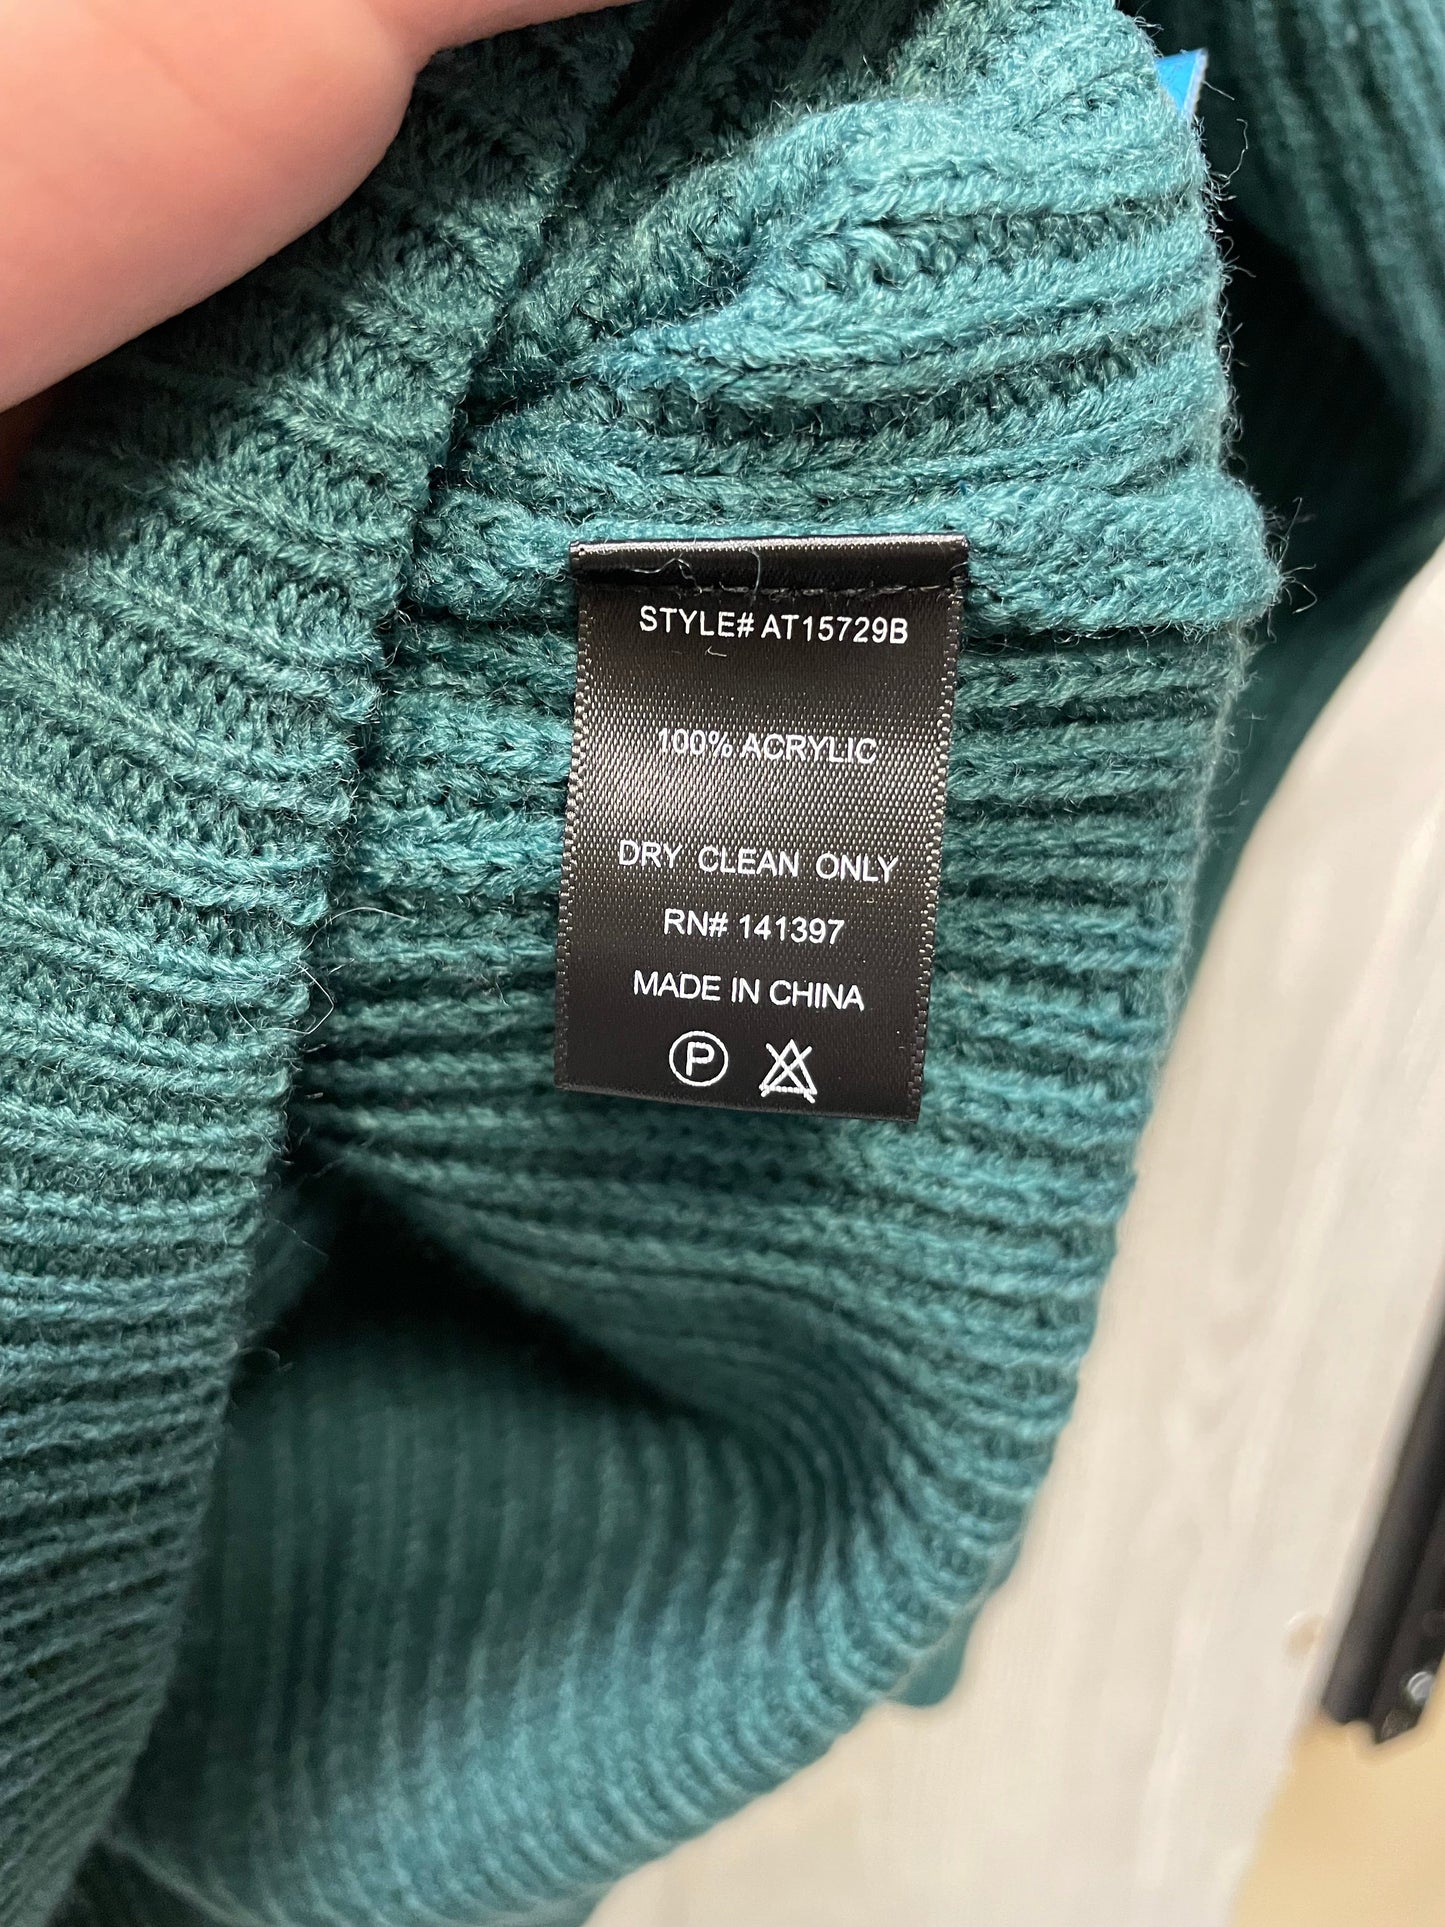 STYLE# AT15729B
100% ACRYLIC
DRY CLEAN ONLY
RN# 141397
MADE IN CHINA
P